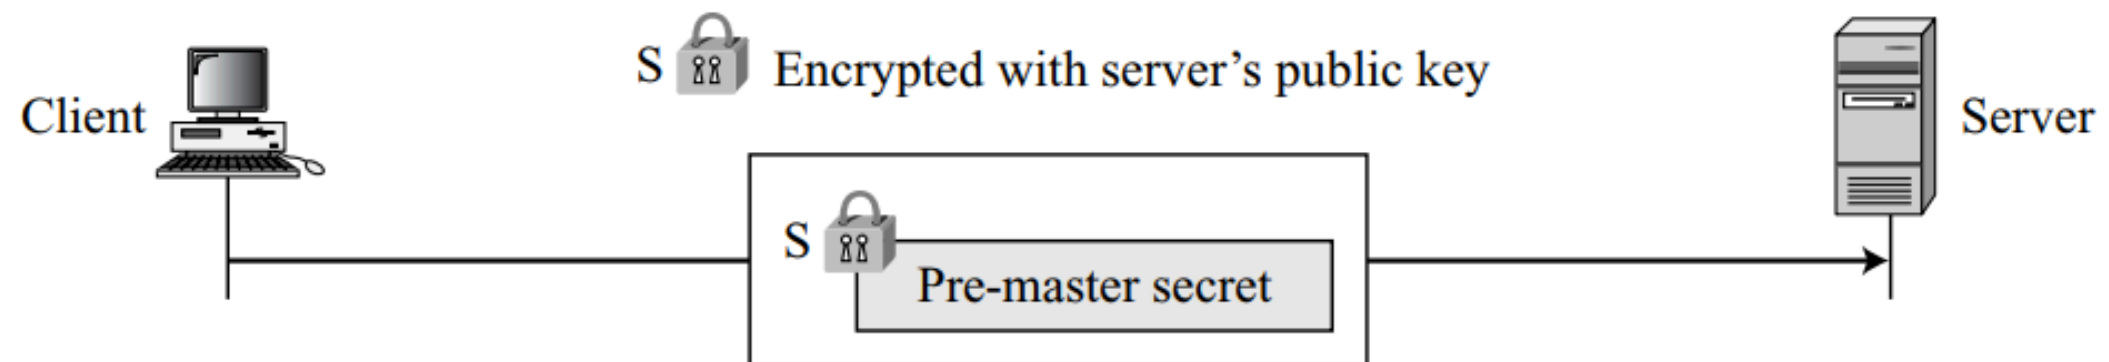 S Encrypted with server’s public key
Client
Server
S
Pre-master secret